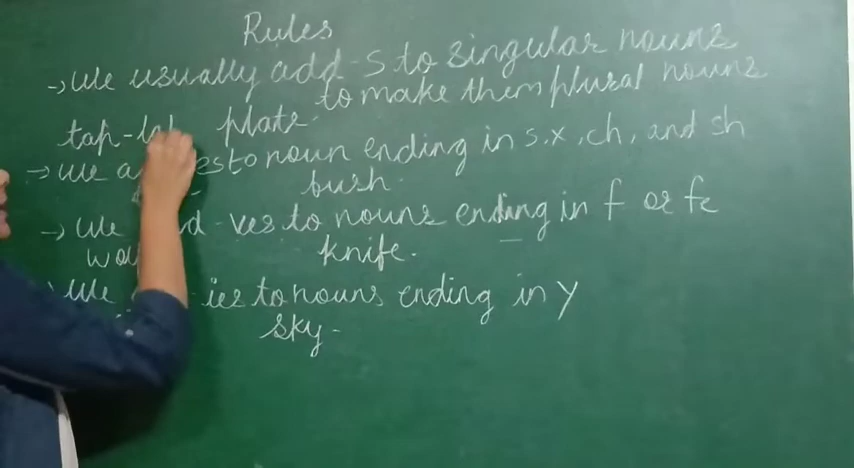 Rules
→ We usually add -s to singular nouns
to make them plural nouns
tap- plate-
→ We es to noun ending in s, x, ch, and sh
bush.
→ We -ves to nouns ending in f or fe
knife.
We -ies to nouns ending in y
sky-